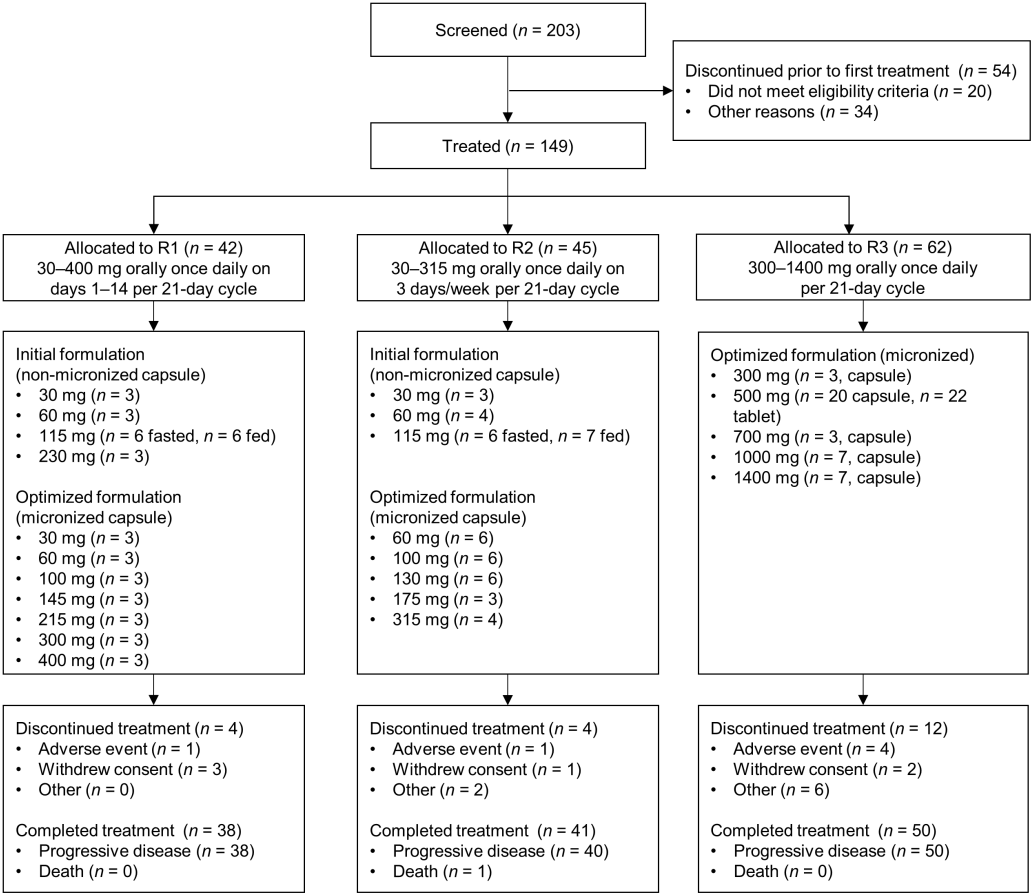 Screened (n = 203)
Discontinued prior to first treatment (n = 54)
• Did not meet eligibility criteria (n = 20)
• Other reasons (n = 34)
Treated (n = 149)
Allocated to R1 (n = 42)
30–400 mg orally once daily on
days 1–14 per 21-day cycle
Allocated to R2 (n = 45)
30–315 mg orally once daily on
3 days/week per 21-day cycle
Allocated to R3 (n = 62)
300–1400 mg orally once daily
per 21-day cycle
Initial formulation
(non-micronized capsule)
• 30 mg (n = 3)
• 60 mg (n = 3)
• 115 mg (n = 6 fasted, n = 6 fed)
• 230 mg (n = 3)
Optimized formulation
(micronized capsule)
• 30 mg (n = 3)
• 60 mg (n = 3)
• 100 mg (n = 3)
• 145 mg (n = 3)
• 215 mg (n = 3)
• 300 mg (n = 3)
• 400 mg (n = 3)
Initial formulation
(non-micronized capsule)
• 30 mg (n = 3)
• 60 mg (n = 4)
• 115 mg (n = 6 fasted, n = 7 fed)
Optimized formulation
(micronized capsule)
• 60 mg (n = 6)
• 100 mg (n = 6)
• 130 mg (n = 6)
• 175 mg (n = 3)
• 315 mg (n = 4)
Optimized formulation (micronized)
• 300 mg (n = 3, capsule)
• 500 mg (n = 20 capsule, n = 22
tablet)
• 700 mg (n = 3, capsule)
• 1000 mg (n = 7, capsule)
• 1400 mg (n = 7, capsule)
Discontinued treatment (n = 4)
• Adverse event (n = 1)
• Withdrew consent (n = 3)
• Other (n = 0)
Completed treatment (n = 38)
• Progressive disease (n = 38)
• Death (n = 0)
Discontinued treatment (n = 4)
• Adverse event (n = 1)
• Withdrew consent (n = 1)
• Other (n = 2)
Completed treatment (n = 41)
• Progressive disease (n = 40)
• Death (n = 1)
Discontinued treatment (n = 12)
• Adverse event (n = 4)
• Withdrew consent (n = 2)
• Other (n = 6)
Completed treatment (n = 50)
• Progressive disease (n = 50)
• Death (n = 0)